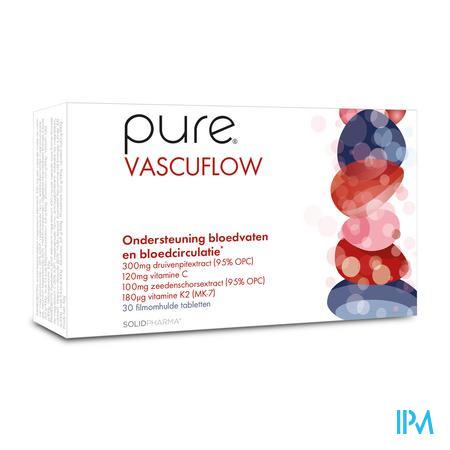 pure®
VASCUFLOW
Ondersteuning bloedvaten
en bloedcirculatie*
300mg druivenpitextract (95% OPC)
120mg vitamine C
100mg zeedenschorsextract (95% OPC)
180µg vitamine K2 (MK-7)
30 filmomhulde tabletten
SOLIDPHARMA®
IPM